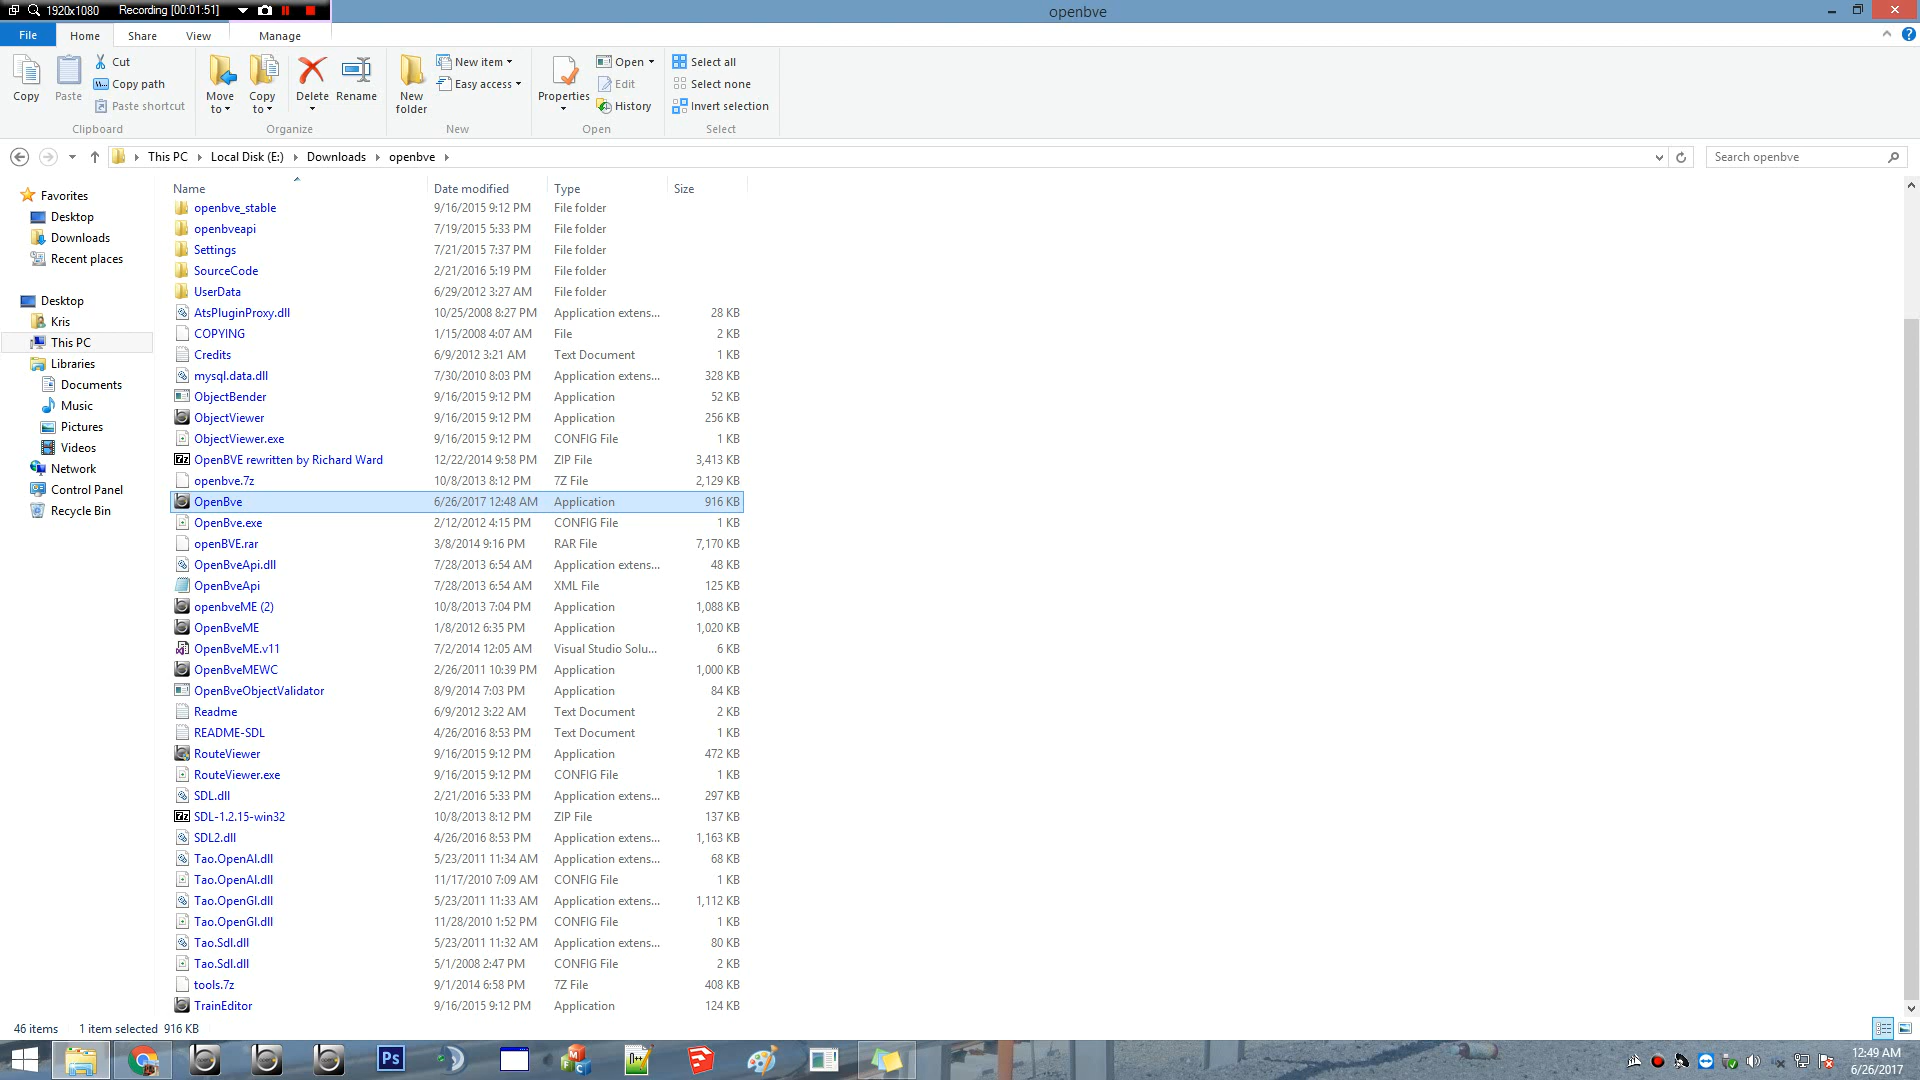 1920x1080 Recording [00:01:51]
openbve
File Home Share View Manage
Copy
Paste
Cut
Copy path
Paste shortcut
Clipboard
Move to
Copy to
Delete
Rename
Organize
New folder
New item
Easy access
New
Properties
Open
Edit
History
Open
Select all
Select none
Invert selection
Select
This PC Local Disk (E:) Downloads openbve
Search openbve
Favorites
Desktop
Downloads
Recent places
Desktop
Kris
This PC
Libraries
Documents
Music
Pictures
Videos
Network
Control Panel
Recycle Bin
Name Date modified Type Size
openbve_stable 9/16/2015 9:12 PM File folder
openbveapi 7/19/2015 5:33 PM File folder
Settings 7/21/2015 7:37 PM File folder
SourceCode 2/21/2016 5:19 PM File folder
UserData 6/29/2012 3:27 AM File folder
AtsPluginProxy.dll 10/25/2008 8:27 PM Application extens... 28 KB
COPYING 1/15/2008 4:07 AM File 2 KB
Credits 6/9/2012 3:21 AM Text Document 1 KB
mysql.data.dll 7/30/2010 8:03 PM Application extens... 328 KB
ObjectBender 9/16/2015 9:12 PM Application 52 KB
ObjectViewer 9/16/2015 9:12 PM Application 256 KB
ObjectViewer.exe 9/16/2015 9:12 PM CONFIG File 1 KB
OpenBVE rewritten by Richard Ward 12/22/2014 9:58 PM ZIP File 3,413 KB
openbve.7z 10/8/2013 8:12 PM 7Z File 2,129 KB
OpenBve 6/26/2017 12:48 AM Application 916 KB
OpenBve.exe 2/12/2012 4:15 PM CONFIG File 1 KB
openBVE.rar 3/8/2014 9:16 PM RAR File 7,170 KB
OpenBveApi.dll 7/28/2013 6:54 AM Application extens... 48 KB
OpenBveApi 7/28/2013 6:54 AM XML File 125 KB
openbveME (2) 10/8/2013 7:04 PM Application 1,088 KB
OpenBveME 1/8/2012 6:35 PM Application 1,020 KB
OpenBveME.v11 7/2/2014 12:05 AM Visual Studio Solu... 6 KB
OpenBveMEWC 2/26/2011 10:39 PM Application 1,000 KB
OpenBveObjectValidator 8/9/2014 7:03 PM Application 84 KB
Readme 6/9/2012 3:22 AM Text Document 2 KB
README-SDL 4/26/2016 8:53 PM Text Document 1 KB
RouteViewer 9/16/2015 9:12 PM Application 472 KB
RouteViewer.exe 9/16/2015 9:12 PM CONFIG File 1 KB
SDL.dll 2/21/2016 5:33 PM Application extens... 297 KB
SDL-1.2.15-win32 10/8/2013 8:12 PM ZIP File 137 KB
SDL2.dll 4/26/2016 8:53 PM Application extens... 1,163 KB
Tao.OpenAl.dll 5/23/2011 11:34 AM Application extens... 68 KB
Tao.OpenAl.dll 11/17/2010 7:09 AM CONFIG File 1 KB
Tao.OpenGl.dll 5/23/2011 11:33 AM Application extens... 1,112 KB
Tao.OpenGl.dll 11/28/2010 1:52 PM CONFIG File 1 KB
Tao.Sdl.dll 5/23/2011 11:32 AM Application extens... 80 KB
Tao.Sdl.dll 5/1/2008 2:47 PM CONFIG File 2 KB
tools.7z 9/1/2014 6:58 PM 7Z File 408 KB
TrainEditor 9/16/2015 9:12 PM Application 124 KB
46 items 1 item selected 916 KB
Ps
12:49 AM
6/26/2017